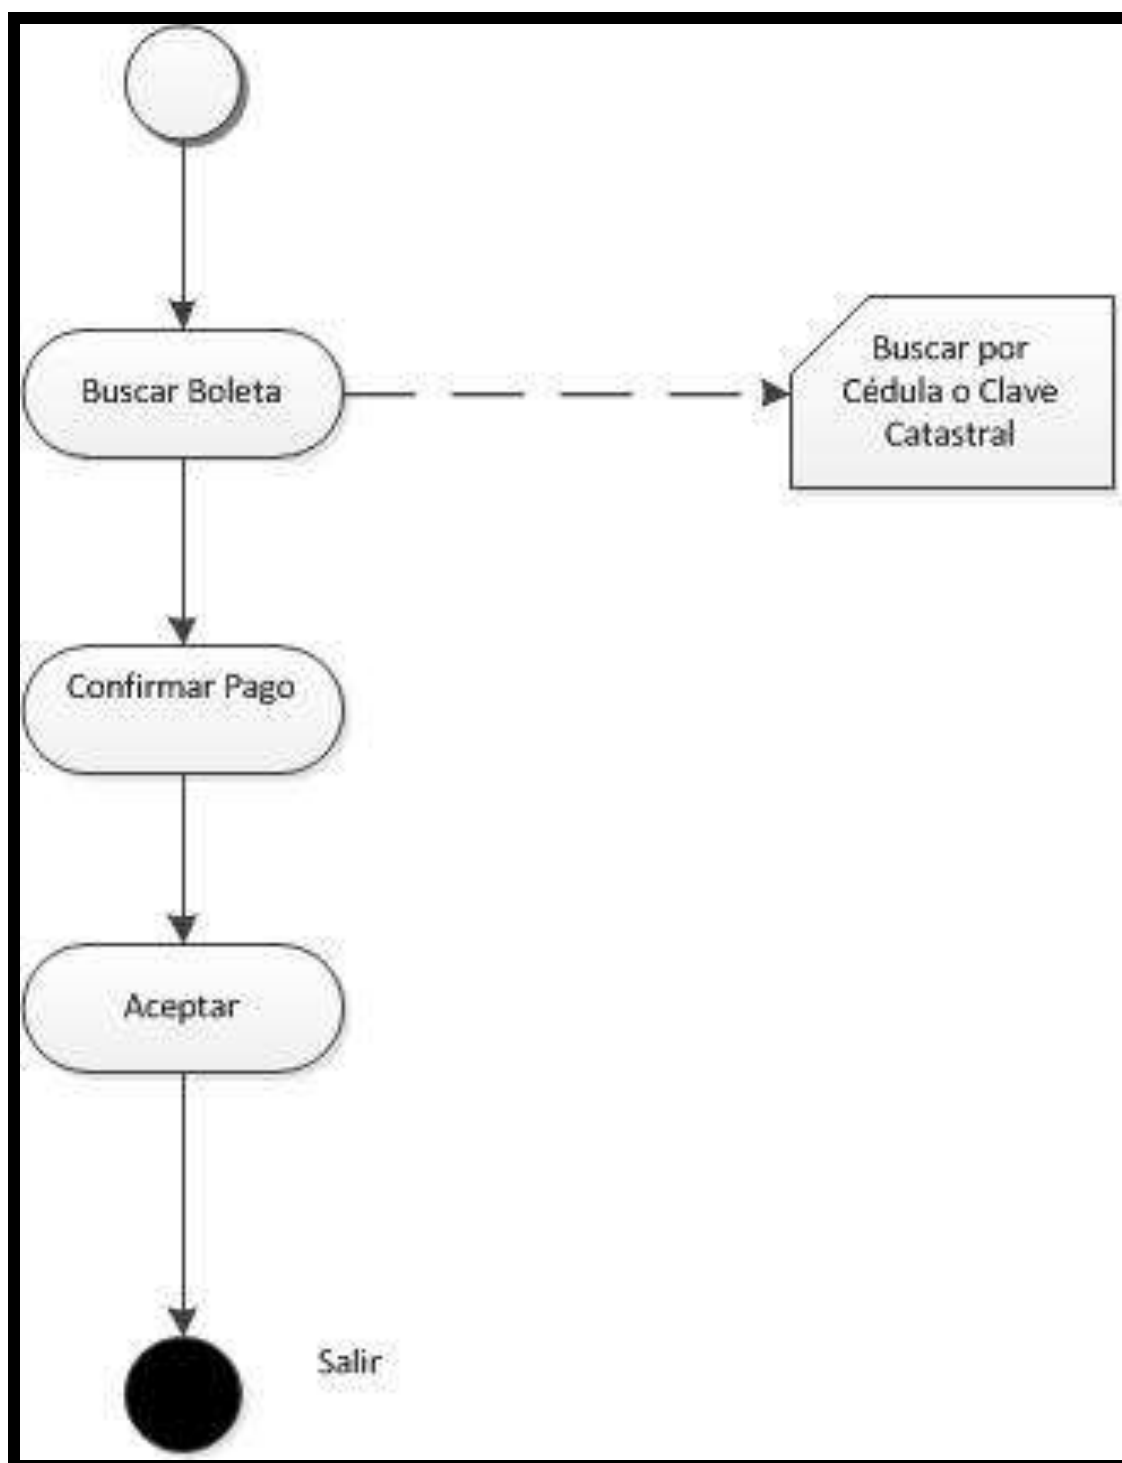 Buscar Boleta
Buscar por
Cédula o Clave
Catastral
Confirmar Pago
Aceptar
Salir